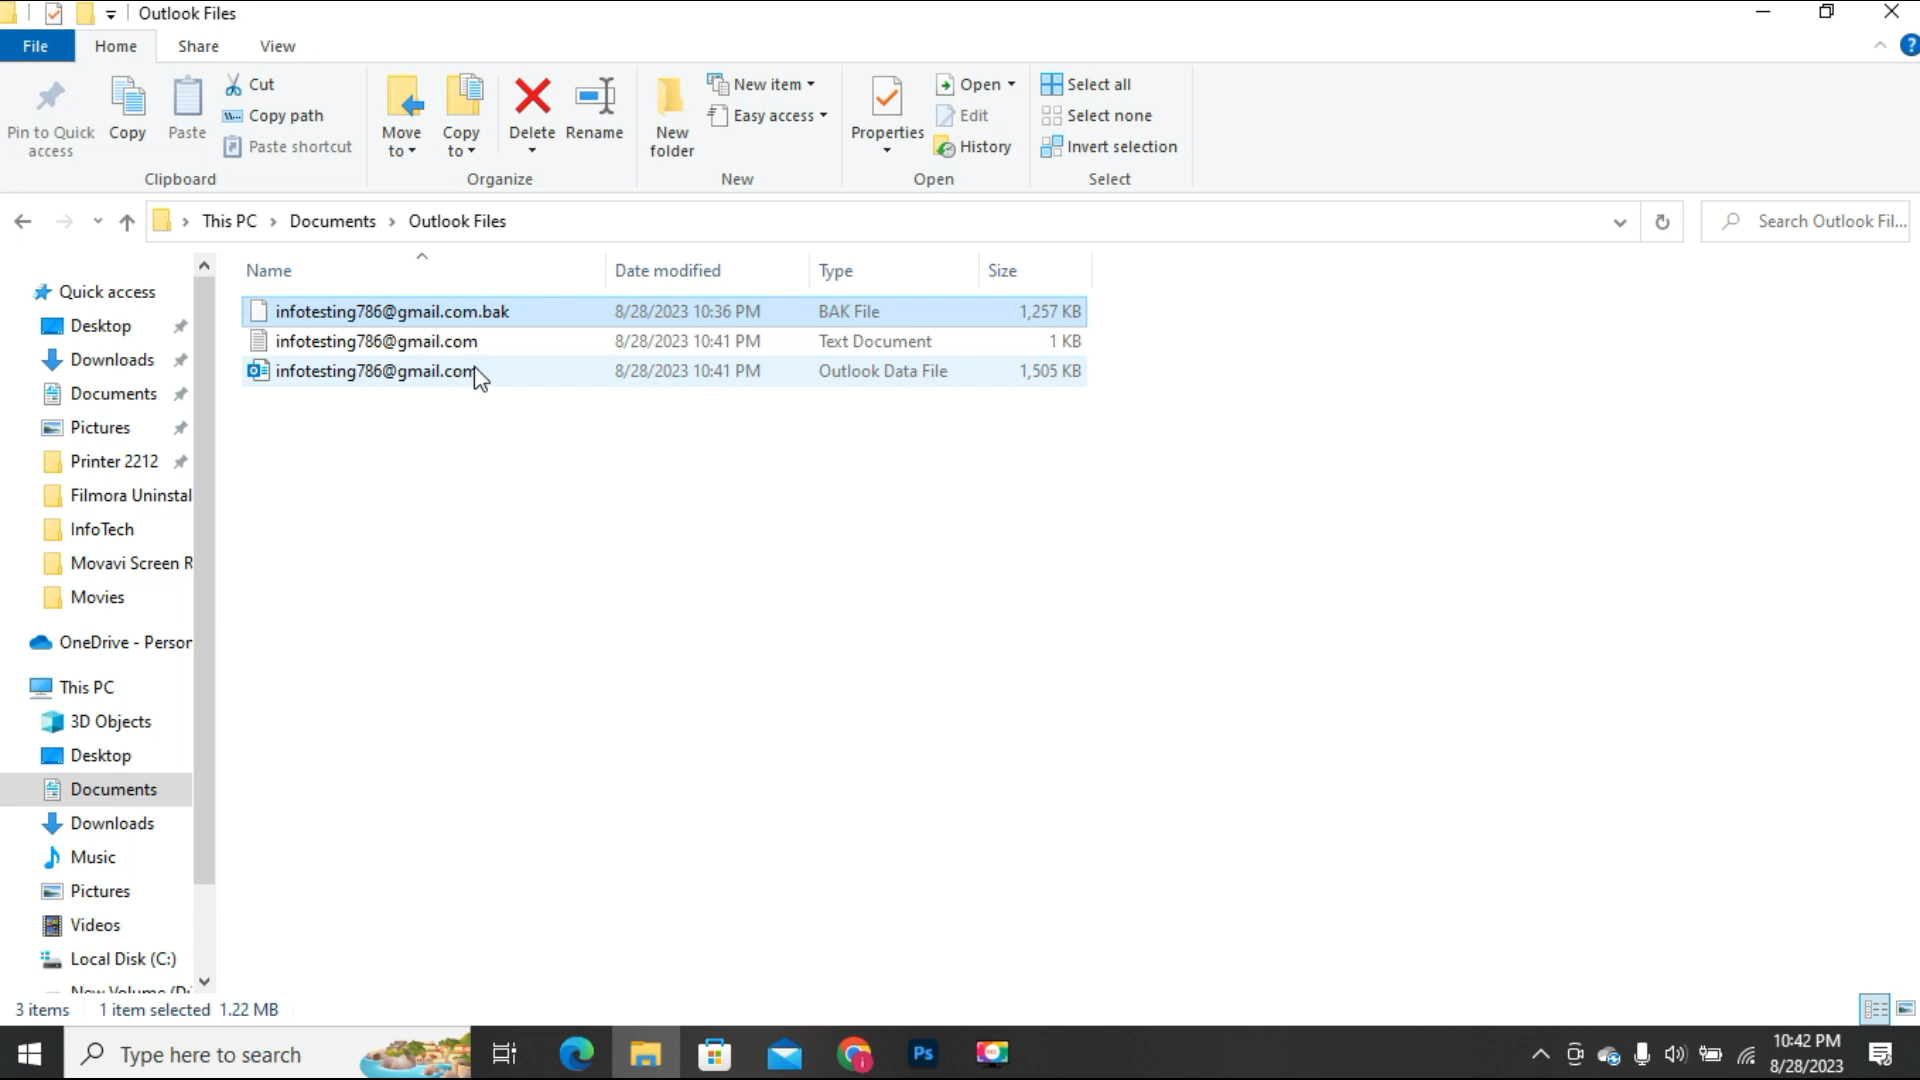 Outlook Files
File Home Share View
Pin to Quick access
Copy
Paste
Cut
Copy path
Paste shortcut
Clipboard
Move to
Copy to
Delete
Rename
Organize
New folder
New item
Easy access
New
Properties
Open
Edit
History
Open
Select all
Select none
Invert selection
Select
This PC > Documents > Outlook Files
Search Outlook Fil...
Name Date modified Type Size
infotesting786@gmail.com.bak 8/28/2023 10:36 PM BAK File 1,257 KB
infotesting786@gmail.com 8/28/2023 10:41 PM Text Document 1 KB
infotesting786@gmail.com 8/28/2023 10:41 PM Outlook Data File 1,505 KB
Quick access
Desktop
Downloads
Documents
Pictures
Printer 2212
Filmora Uninstal
InfoTech
Movavi Screen R
Movies
OneDrive - Person
This PC
3D Objects
Desktop
Documents
Downloads
Music
Pictures
Videos
Local Disk (C:)
New Volume (D:
3 items 1 item selected 1.22 MB
Type here to search
Ps
10:42 PM
8/28/2023